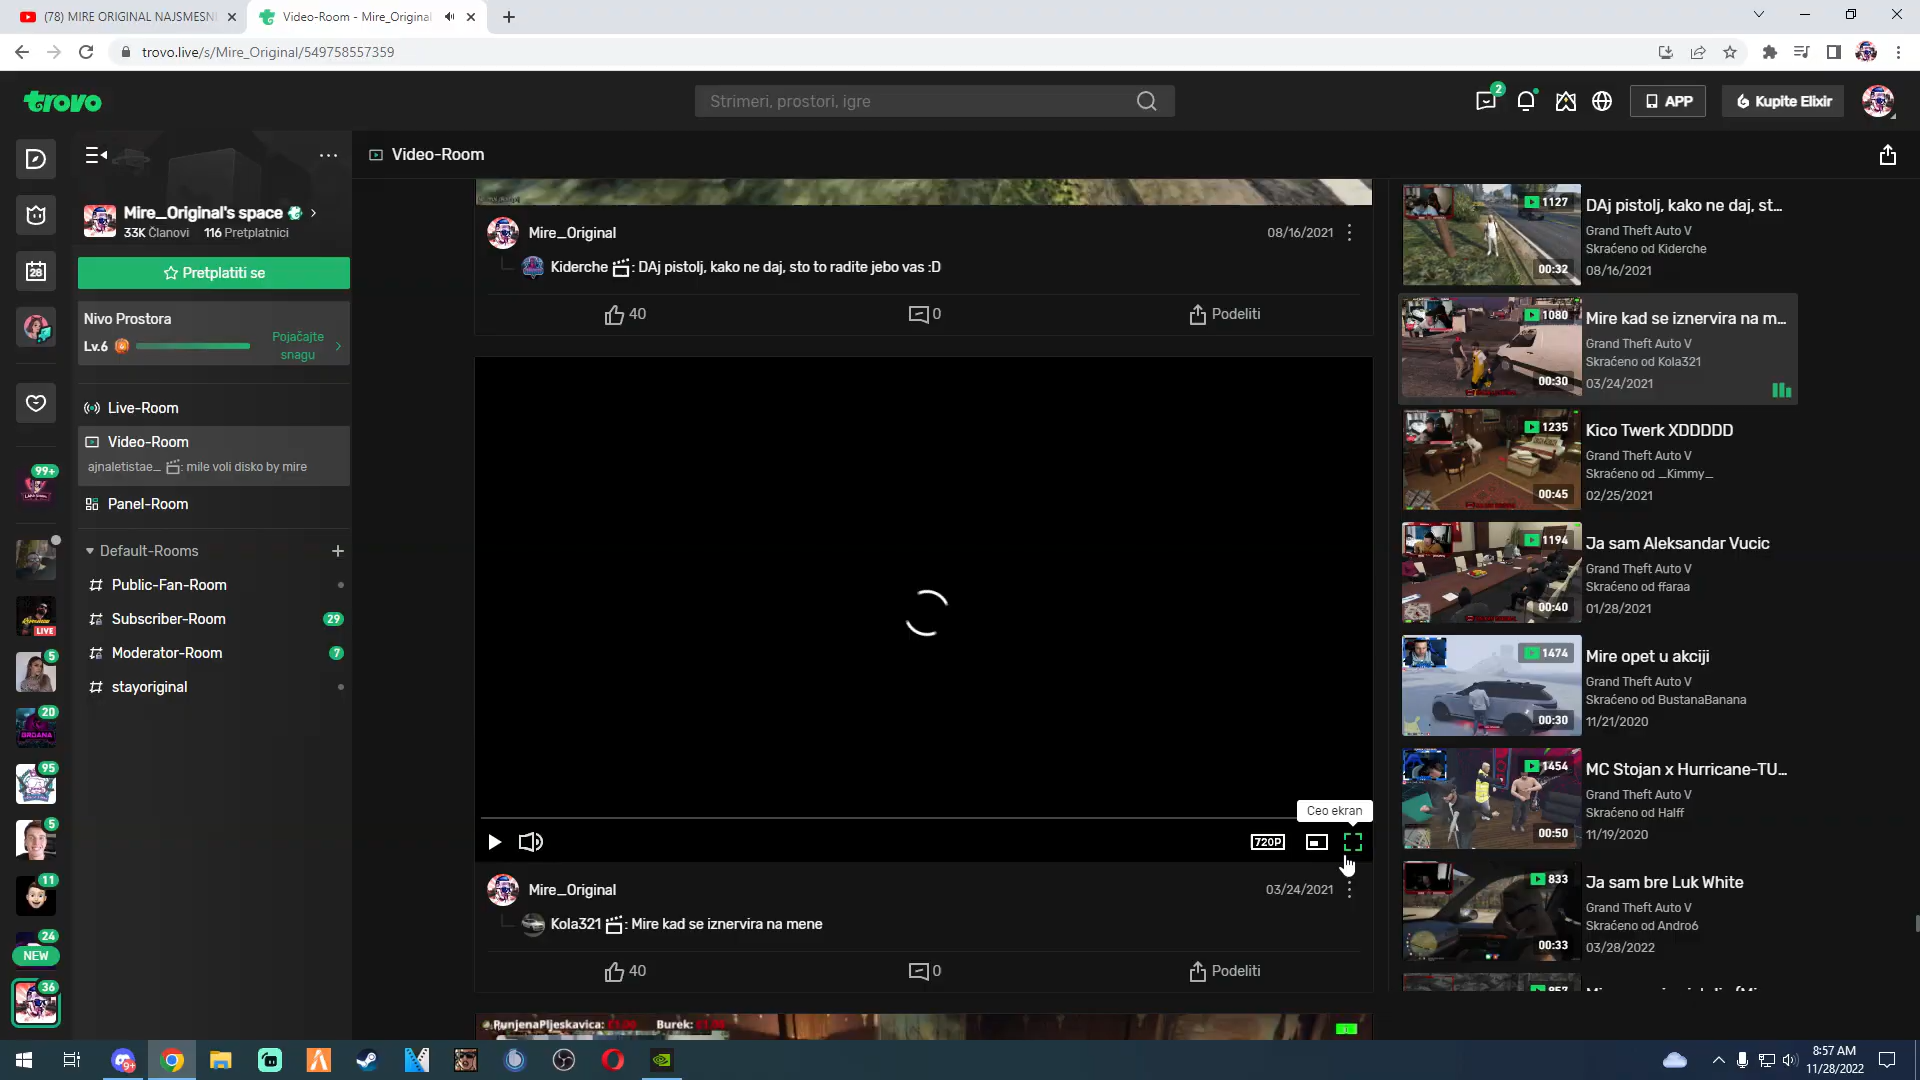 (78) MIRE ORIGINAL NAJSMESNI
Video-Room - Mire_Original
trovo.live/s/Mire_Original/549758557359
trovo
Strimeri, prostori, igre
2
APP
Kupite Elixir
Mire_Original's space
33K Članovi 116 Pretplatnici
Pretplatiti se
Nivo Prostora
Lv.6
Pojačajte
snagu
Live-Room
Video-Room
ajnaletistae_ : mile voli disko by mire
Panel-Room
Default-Rooms
Public-Fan-Room
Subscriber-Room 29
Moderator-Room 7
stayoriginal
28
99+
LIVE
5
20
GROANA
95
5
11
24
NEW
36
Video-Room
Mire_Original 08/16/2021
Kiderche : DAj pistolj, kako ne daj, sto to radite jebo vas :D
40 0 Podeliti
Ceo ekran
720P
Mire_Original 03/24/2021
Kola321 : Mire kad se iznervira na mene
40 0 Podeliti
RunjenaPljeskavica: Burek:
1127
00:32
DAj pistolj, kako ne daj, st...
Grand Theft Auto V
Skraćeno od Kiderche
08/16/2021
1080
00:30
Mire kad se iznervira na m...
Grand Theft Auto V
Skraćeno od Kola321
03/24/2021
1235
00:45
Kico Twerk XDDDDD
Grand Theft Auto V
Skraćeno od _Kimmy_
02/25/2021
1194
00:40
Ja sam Aleksandar Vucic
Grand Theft Auto V
Skraćeno od ffaraa
01/28/2021
1474
00:30
Mire opet u akciji
Grand Theft Auto V
Skraćeno od BustanaBanana
11/21/2020
1454
00:50
MC Stojan x Hurricane-TU...
Grand Theft Auto V
Skraćeno od Halff
11/19/2020
833
00:33
Ja sam bre Luk White
Grand Theft Auto V
Skraćeno od Andro6
03/28/2022
857
8:57 AM
11/28/2022